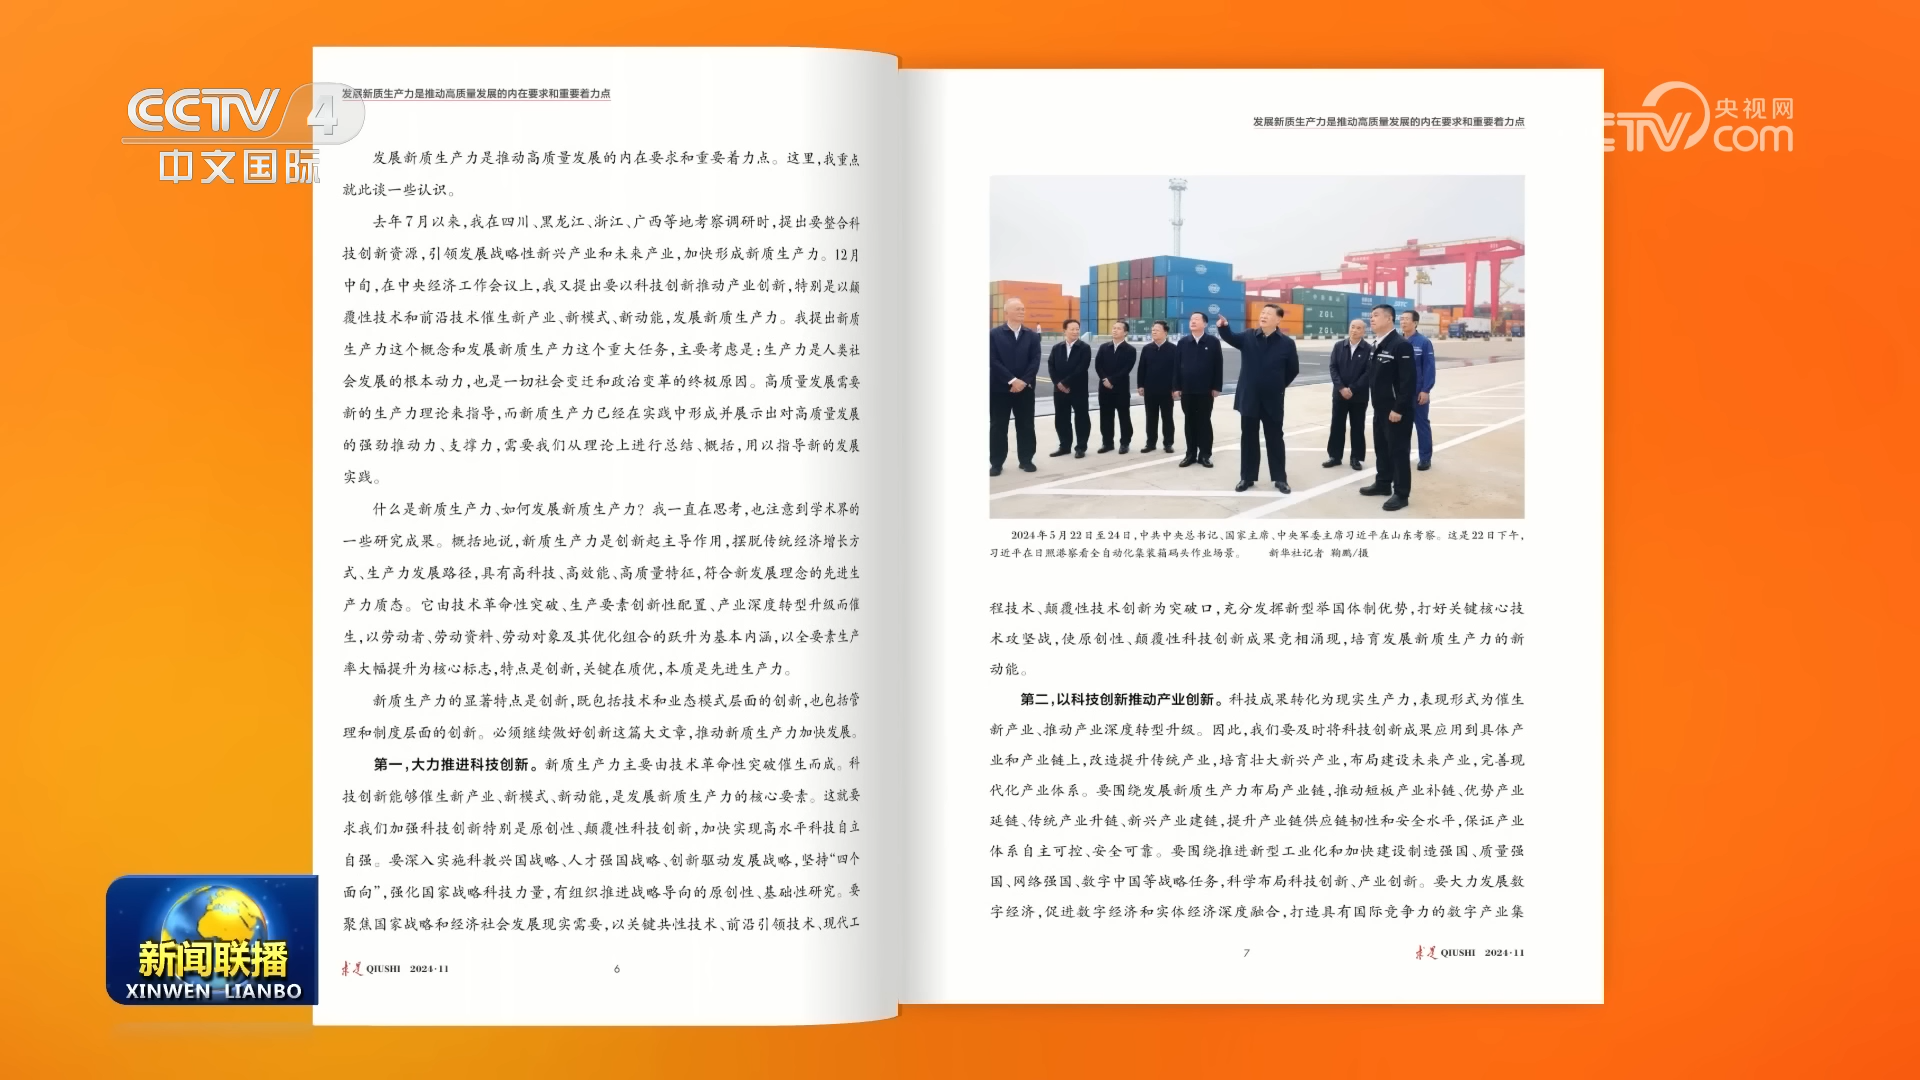 CCTV 4
中文国际
央视网
CTV com
发展新质生产力是推动高质量发展的内在要求和重要着力点
发展新质生产力是推动高质量发展的内在要求和重要着力点。这里,我重点
就此谈一些认识。
去年7月以来,我在四川、黑龙江、浙江、广西等地考察调研时,提出要整合科
技创新资源,引领发展战略性新兴产业和未来产业,加快形成新质生产力。12月
中旬,在中央经济工作会议上,我又提出要以科技创新推动产业创新,特别是以颠
覆性技术和前沿技术催生新产业、新模式、新动能,发展新质生产力。我提出新质
生产力这个概念和发展新质生产力这个重大任务,主要考虑是:生产力是人类社
会发展的根本动力,也是一切社会变迁和政治变革的终极原因。高质量发展需要
新的生产力理论来指导,而新质生产力已经在实践中形成并展示出对高质量发展
的强劲推动力、支撑力,需要我们从理论上进行总结、概括,用以指导新的发展
实践。
什么是新质生产力、如何发展新质生产力?我一直在思考,也注意到学术界的
一些研究成果。概括地说,新质生产力是创新起主导作用,摆脱传统经济增长方
式、生产力发展路径,具有高科技、高效能、高质量特征,符合新发展理念的先进生
产力质态。它由技术革命性突破、生产要素创新性配置、产业深度转型升级而催
生,以劳动者、劳动资料、劳动对象及其优化组合的跃升为基本内涵,以全要素生产
率大幅提升为核心标志,特点是创新,关键在质优,本质是先进生产力。
新质生产力的显著特点是创新,既包括技术和业态模式层面的创新,也包括管
理和制度层面的创新。必须继续做好创新这篇大文章,推动新质生产力加快发展。
第一,大力推进科技创新。新质生产力主要由技术革命性突破催生而成。科
技创新能够催生新产业、新模式、新动能,是发展新质生产力的核心要素。这就要
求我们加强科技创新特别是原创性、颠覆性科技创新,加快实现高水平科技自立
自强。要深入实施科教兴国战略、人才强国战略、创新驱动发展战略,坚持“四个
面向”,强化国家战略科技力量,有组织推进战略导向的原创性、基础性研究。要
聚焦国家战略和经济社会发展现实需要,以关键共性技术、前沿引领技术、现代工
求是 QIUSHI 2024·11
6
发展新质生产力是推动高质量发展的内在要求和重要着力点
ZGL
ZGL
2024年5月22日至24日,中共中央总书记、国家主席、中央军委主席习近平在山东考察。这是22日下午,
习近平在日照港察看全自动化集装箱码头作业场景。 新华社记者 鞠鹏/摄
程技术、颠覆性技术创新为突破口,充分发挥新型举国体制优势,打好关键核心技
术攻坚战,使原创性、颠覆性科技创新成果竞相涌现,培育发展新质生产力的新
动能。
第二,以科技创新推动产业创新。科技成果转化为现实生产力,表现形式为催生
新产业、推动产业深度转型升级。因此,我们要及时将科技创新成果应用到具体产
业和产业链上,改造提升传统产业,培育壮大新兴产业,布局建设未来产业,完善现
代化产业体系。要围绕发展新质生产力布局产业链,推动短板产业补链、优势产业
延链、传统产业升链、新兴产业建链,提升产业链供应链韧性和安全水平,保证产业
体系自主可控、安全可靠。要围绕推进新型工业化和加快建设制造强国、质量强
国、网络强国、数字中国等战略任务,科学布局科技创新、产业创新。要大力发展数
字经济,促进数字经济和实体经济深度融合,打造具有国际竞争力的数字产业集
7
求是 QIUSHI 2024·11
新闻联播
XINWEN LIANBO